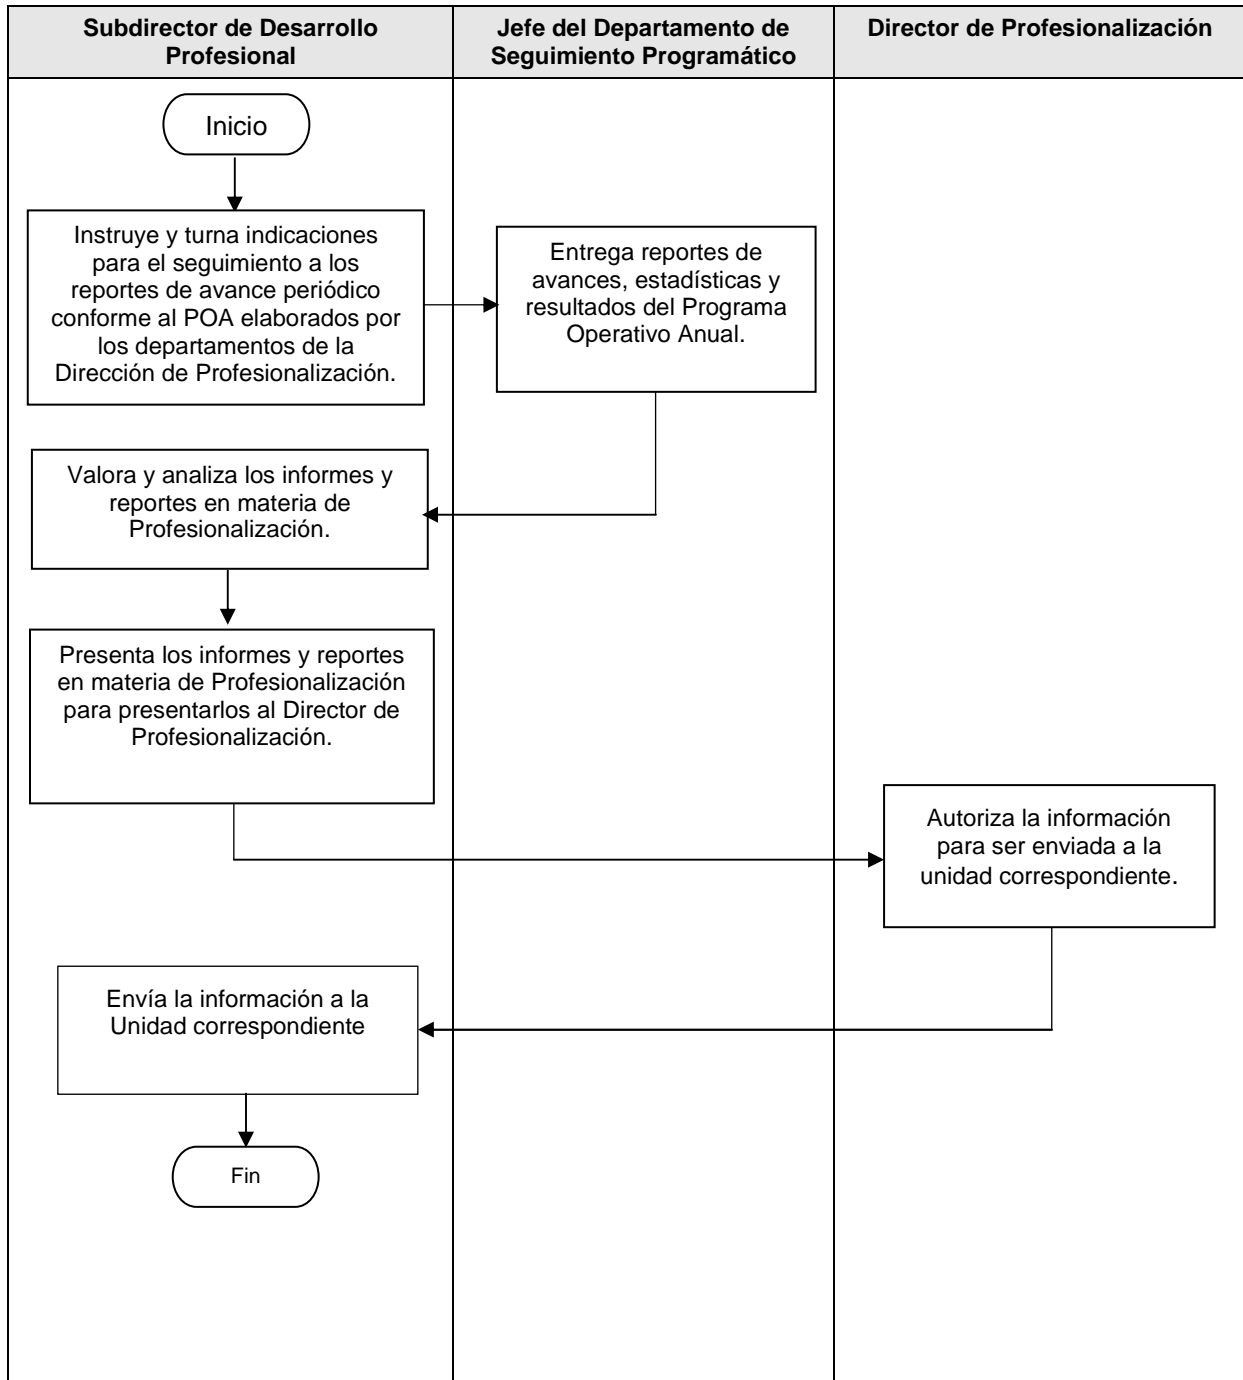 Subdirector de Desarrollo
Profesional
Jefe del Departamento de
Seguimiento Programático
Director de Profesionalización
Inicio
Instruye y turna indicaciones
para el seguimiento a los
reportes de avance periódico
conforme al POA elaborados por
los departamentos de la
Dirección de Profesionalización.
Entrega reportes de
avances, estadísticas y
resultados del Programa
Operativo Anual.
Valora y analiza los informes y
reportes en materia de
Profesionalización.
Presenta los informes y reportes
en materia de Profesionalización
para presentarlos al Director de
Profesionalización.
Autoriza la información
para ser enviada a la
unidad correspondiente.
Envía la información a la
Unidad correspondiente
Fin